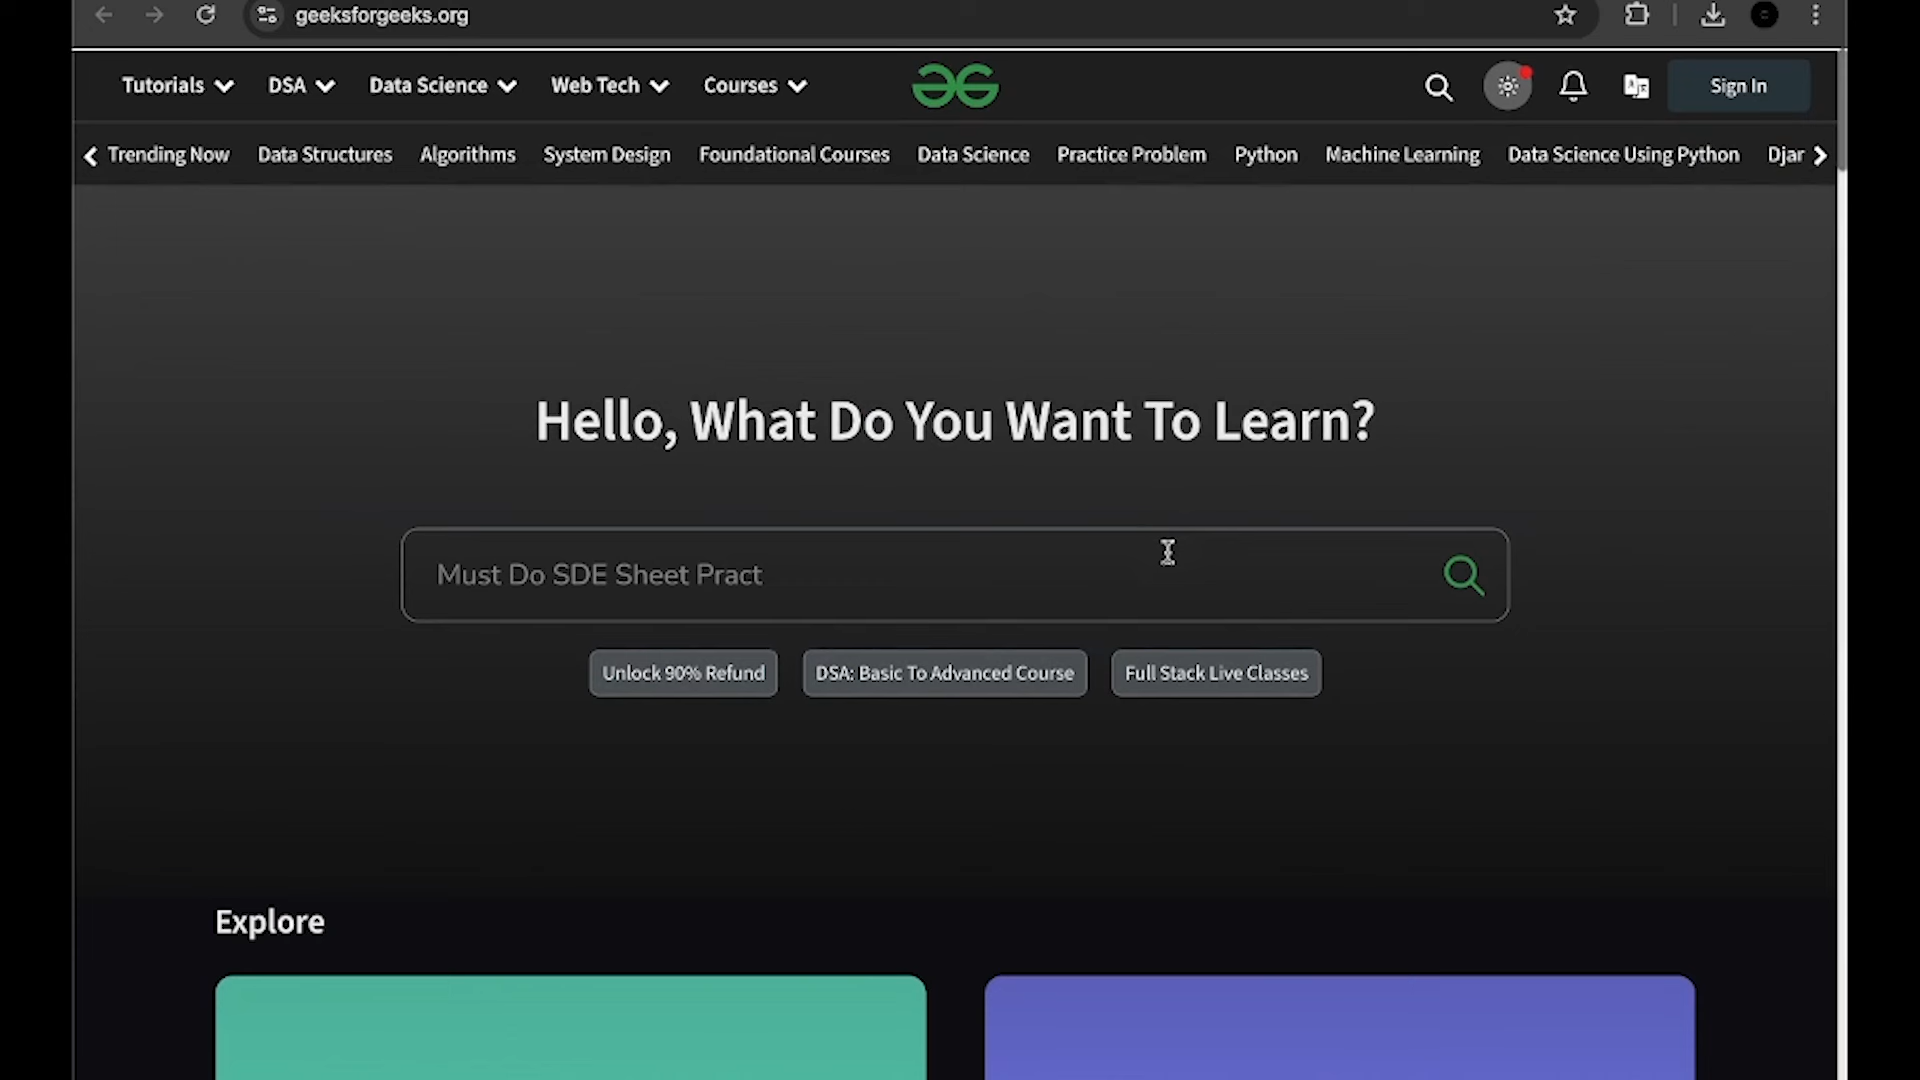 geeksforgeeks.org
Tutorials DSA Data Science Web Tech Courses Sign In
Trending Now Data Structures Algorithms System Design Foundational Courses Data Science Practice Problem Python Machine Learning Data Science Using Python Djar
Hello, What Do You Want To Learn?
Must Do SDE Sheet Pract
Unlock 90% Refund DSA: Basic To Advanced Course Full Stack Live Classes
Explore